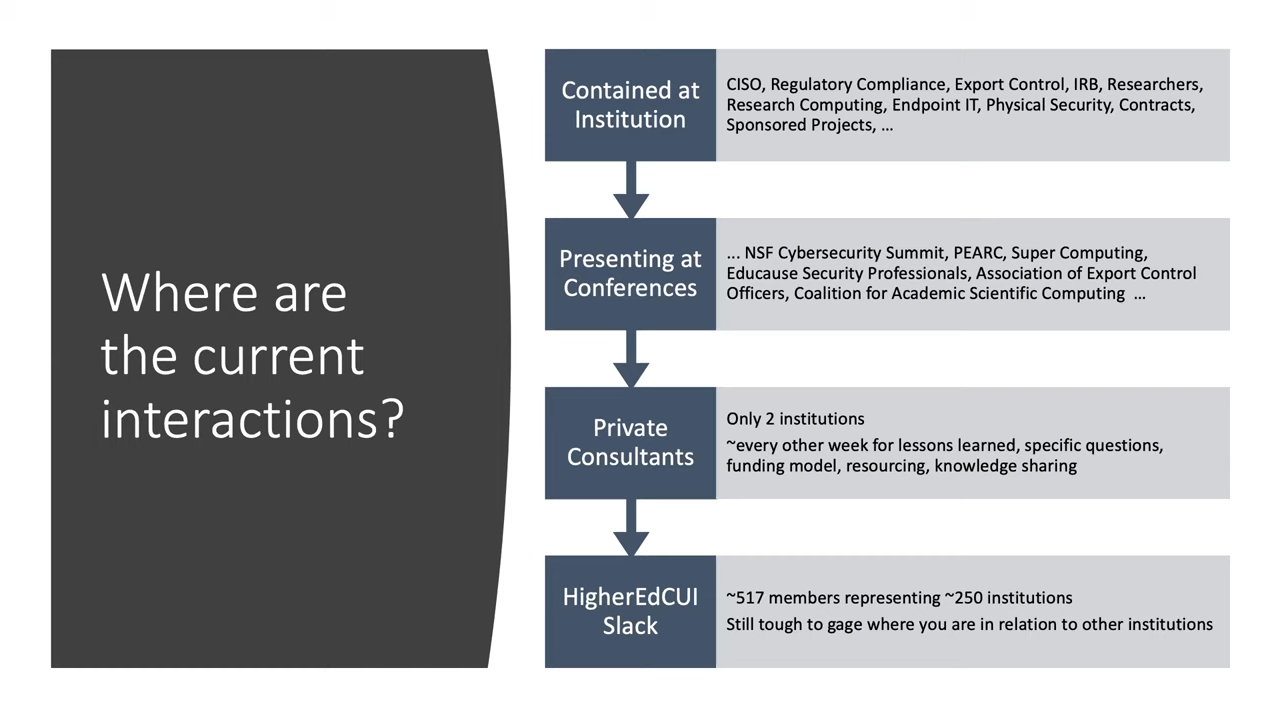 Where are
the current
interactions?
Contained at
Institution
CISO, Regulatory Compliance, Export Control, IRB, Researchers,
Research Computing, Endpoint IT, Physical Security, Contracts,
Sponsored Projects, ...
Presenting at
Conferences
... NSF Cybersecurity Summit, PEARC, Super Computing,
Educause Security Professionals, Association of Export Control
Officers, Coalition for Academic Scientific Computing ...
Private
Consultants
Only 2 institutions
~every other week for lessons learned, specific questions,
funding model, resourcing, knowledge sharing
HigherEdCUI
Slack
~517 members representing ~250 institutions
Still tough to gage where you are in relation to other institutions